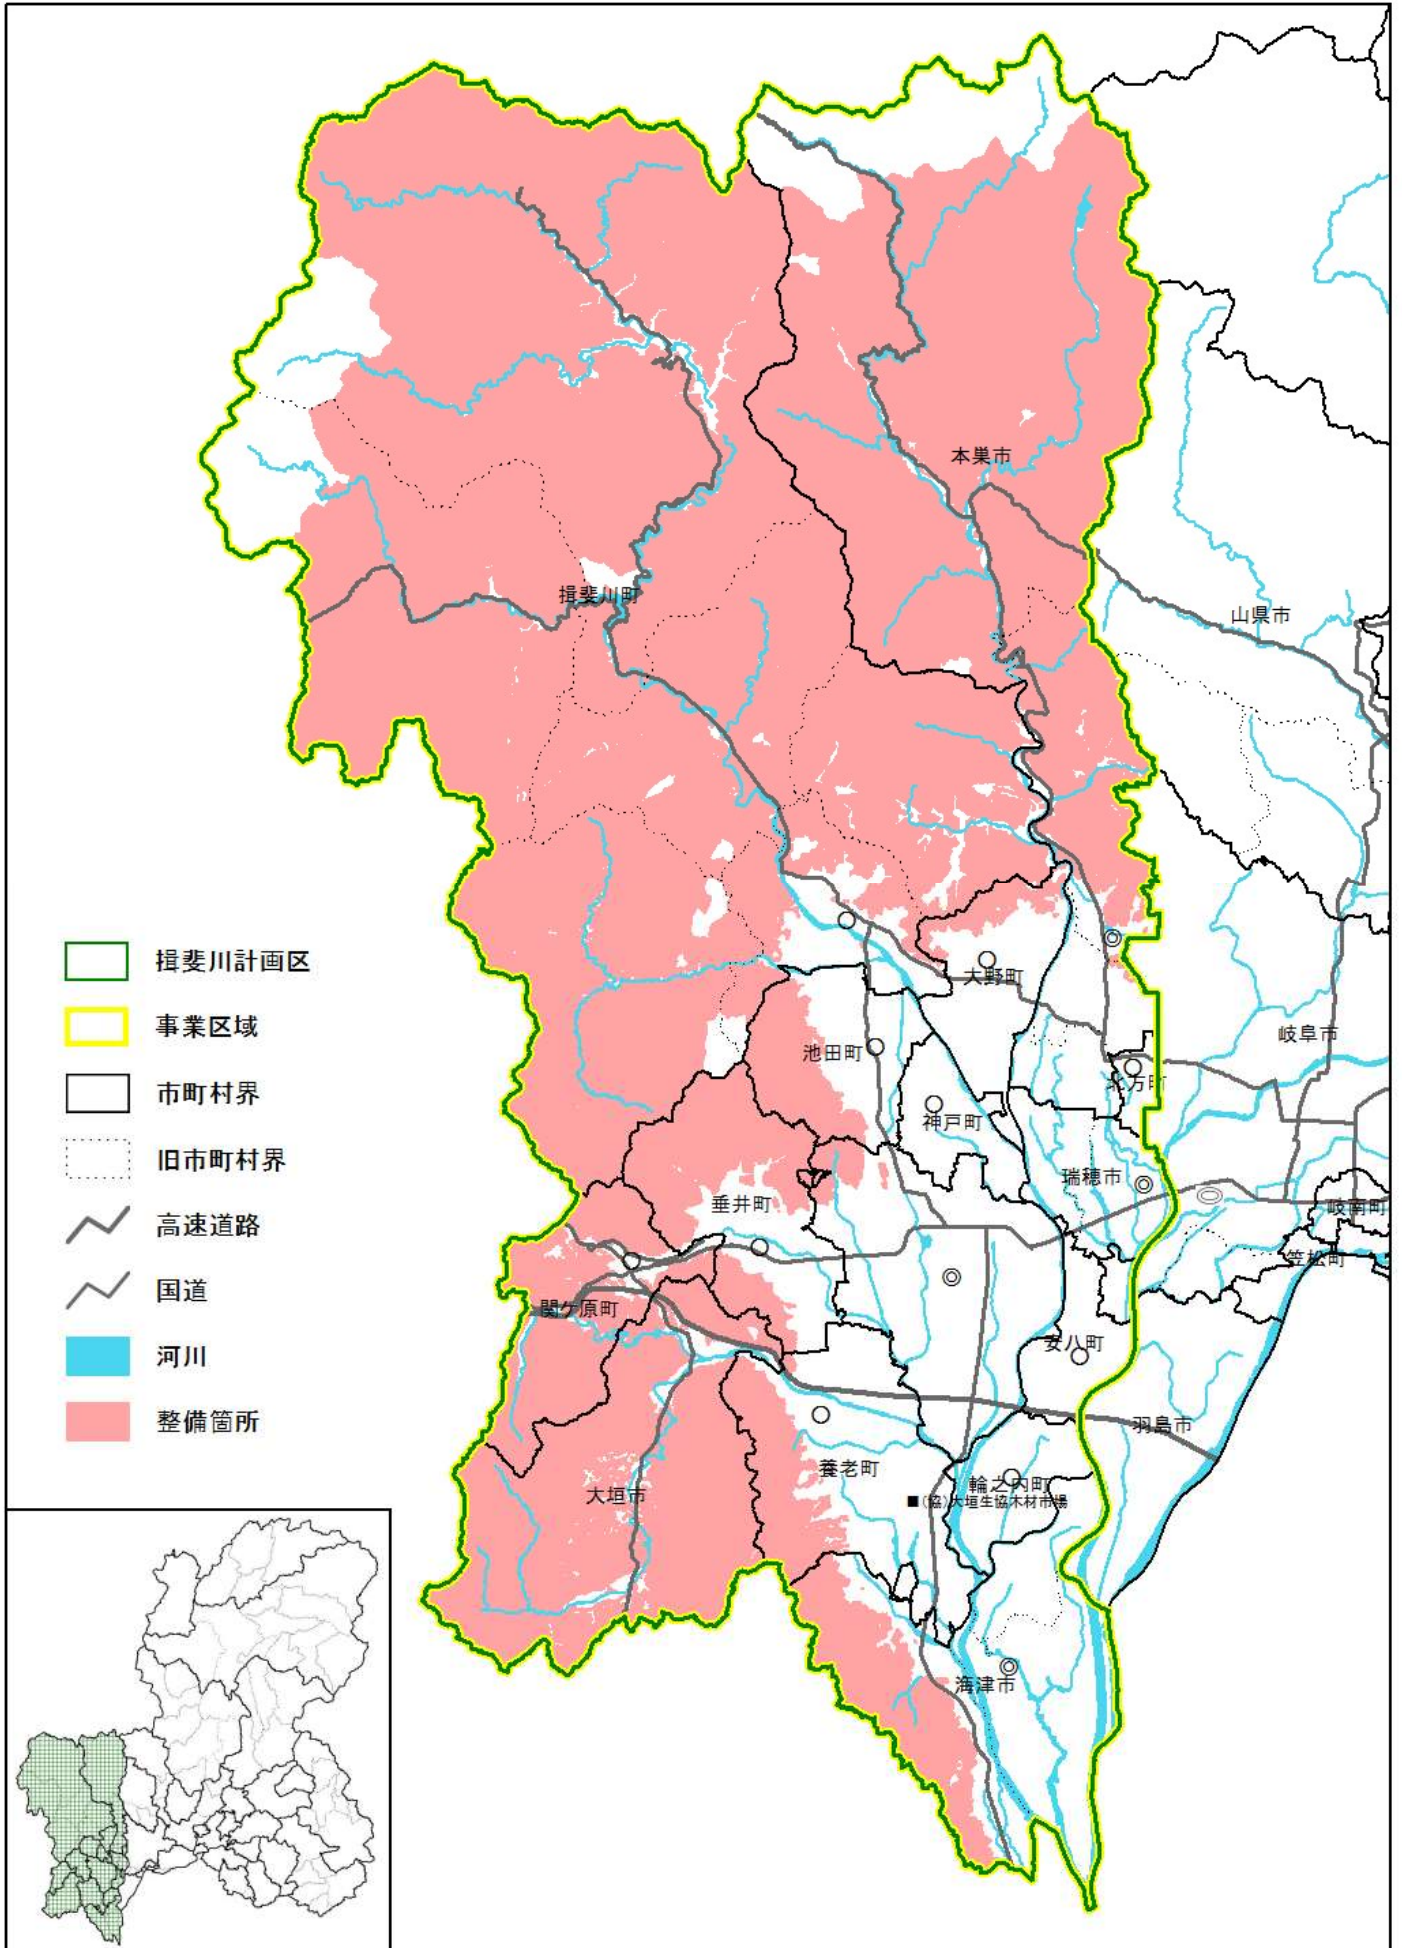 本巣市
揖斐川町
山県市
大野町
池田町
岐阜市
北方町
神戸町
瑞穂市
垂井町
岐南町
笠松町
関ケ原町
安八町
羽島市
養老町
輪之内町
大垣市
■(協)大垣生協木材市場
海津市
揖斐川計画区
事業区域
市町村界
旧市町村界
高速道路
国道
河川
整備箇所